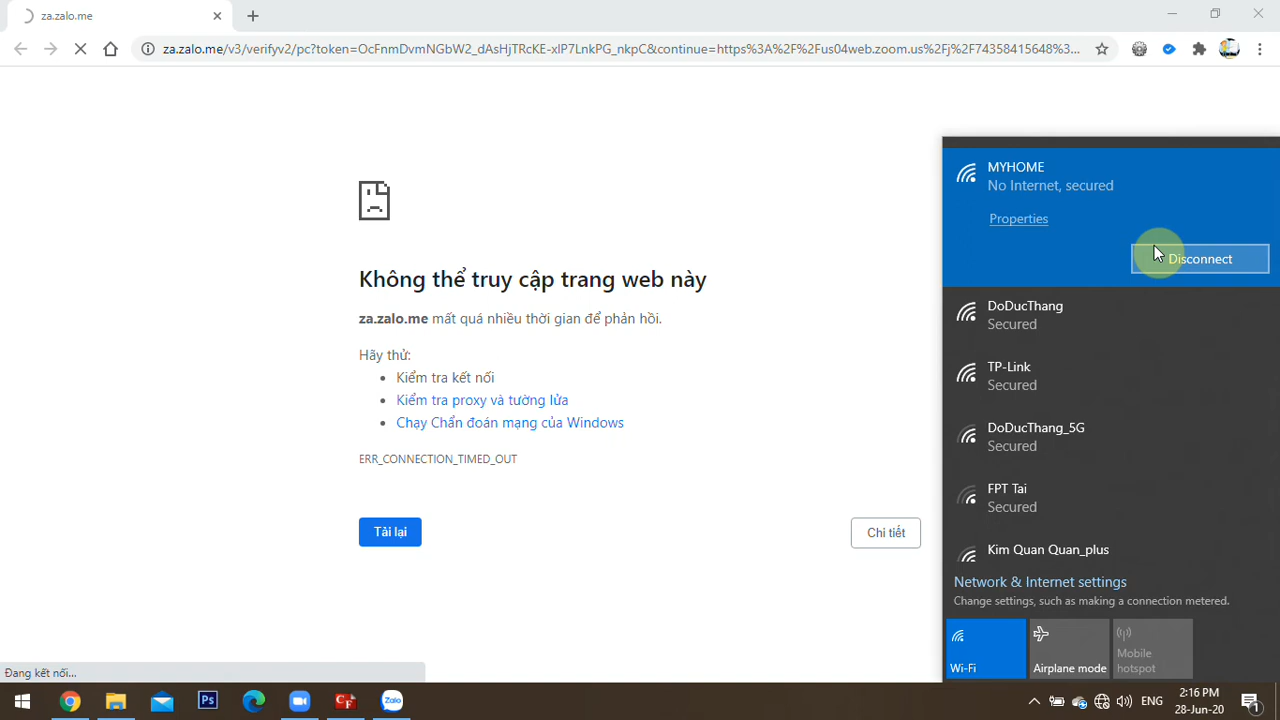 za.zalo.me
za.zalo.me/v3/verifyv2/pc?token=OcFnmDvmNGbW2_dAsHjTRcKE-xlP7LnkPG_nkpC&continue=https%3A%2F%2Fus04web.zoom.us%2Fj%2F74358415648%3...
Không thể truy cập trang web này
za.zalo.me mất quá nhiều thời gian để phản hồi.
Hãy thử:
• Kiểm tra kết nối
• Kiểm tra proxy và tường lửa
• Chạy Chẩn đoán mạng của Windows
ERR_CONNECTION_TIMED_OUT
Tải lại
Chi tiết
Đang kết nối...
MYHOME
No Internet, secured
Properties
Disconnect
DoDucThang
Secured
TP-Link
Secured
DoDucThang_5G
Secured
FPT Tai
Secured
Kim Quan Quan_plus
Network & Internet settings
Change settings, such as making a connection metered.
Wi-Fi
Airplane mode
Mobile
hotspot
Ps
CF
Zalo
ENG
2:16 PM
28-Jun-20
1